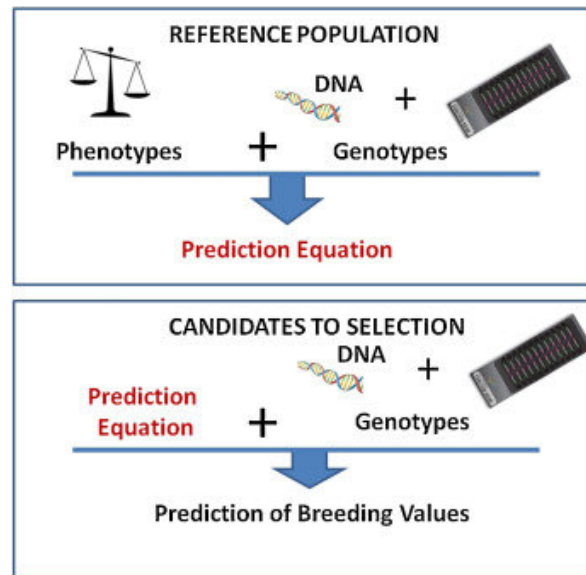 REFERENCE POPULATION
DNA +
Phenotypes + Genotypes
Prediction Equation
CANDIDATES TO SELECTION
DNA +
Prediction
Equation + Genotypes
Prediction of Breeding Values